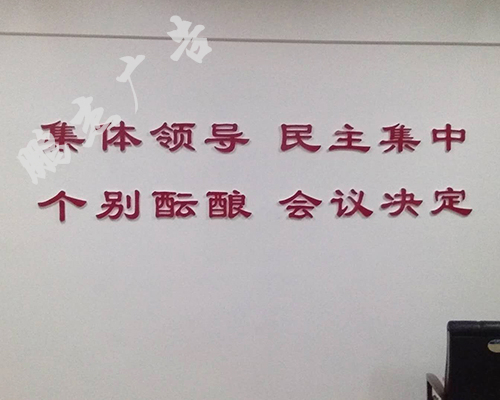 集体领导 民主集中
个别酝酿 会议决定